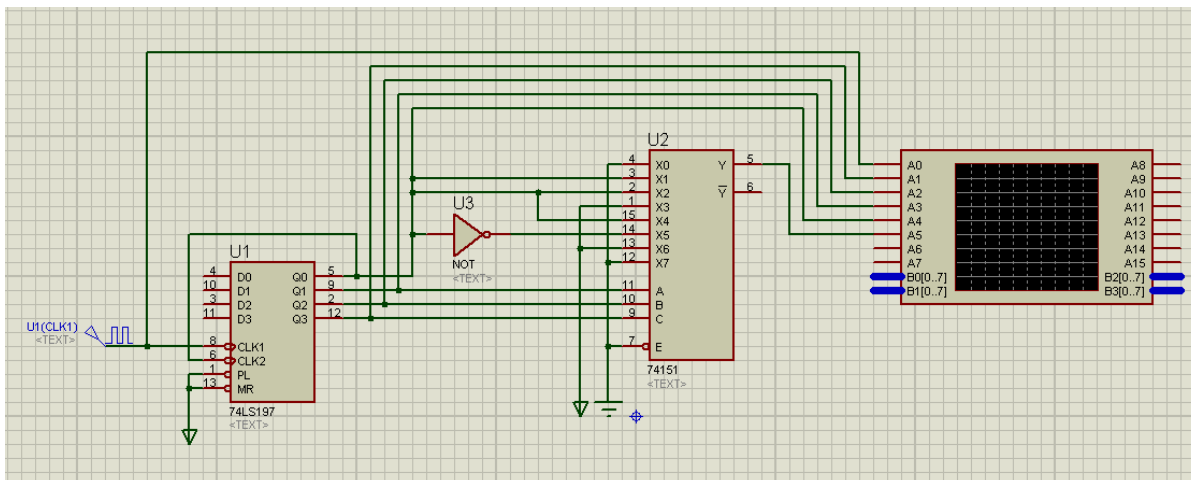 U2
4 X0 Y 5
3 X1
2 X2 Y 6
1 X3
15 X4
14 X5
13 X6
12 X7
11 A
10 B
9 C
7 E
74151
<TEXT>
U3
NOT
<TEXT>
U1
4 D0 Q0 5
10 D1 Q1 9
3 D2 Q2 2
11 D3 Q3 12
8 CLK1
6 CLK2
1 PL
13 MR
74LS197
<TEXT>
U1(CLK1)
<TEXT>
A0 A8
A1 A9
A2 A10
A3 A11
A4 A12
A5 A13
A6 A14
A7 A15
B0[0..7] B2[0..7]
B1[0..7] B3[0..7]